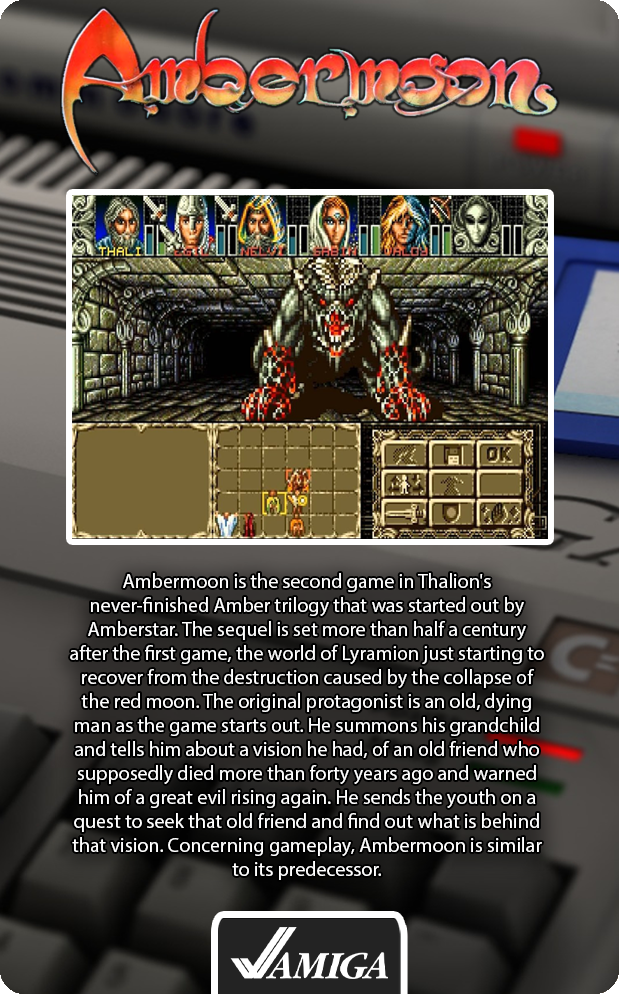 Ambermoon
THALI
NELVI
SABIN
VALDY
OK
Ambermoon is the second game in Thalion's
never-finished Amber trilogy that was started out by
Amberstar. The sequel is set more than half a century
after the first game, the world of Lyramion just starting to
recover from the destruction caused by the collapse of
the red moon. The original protagonist is an old, dying
man as the game starts out. He summons his grandchild
and tells him about a vision he had, of an old friend who
supposedly died more than forty years ago and warned
him of a great evil rising again. He sends the youth on a
quest to seek that old friend and find out what is behind
that vision. Concerning gameplay, Ambermoon is similar
to its predecessor.
AMIGA